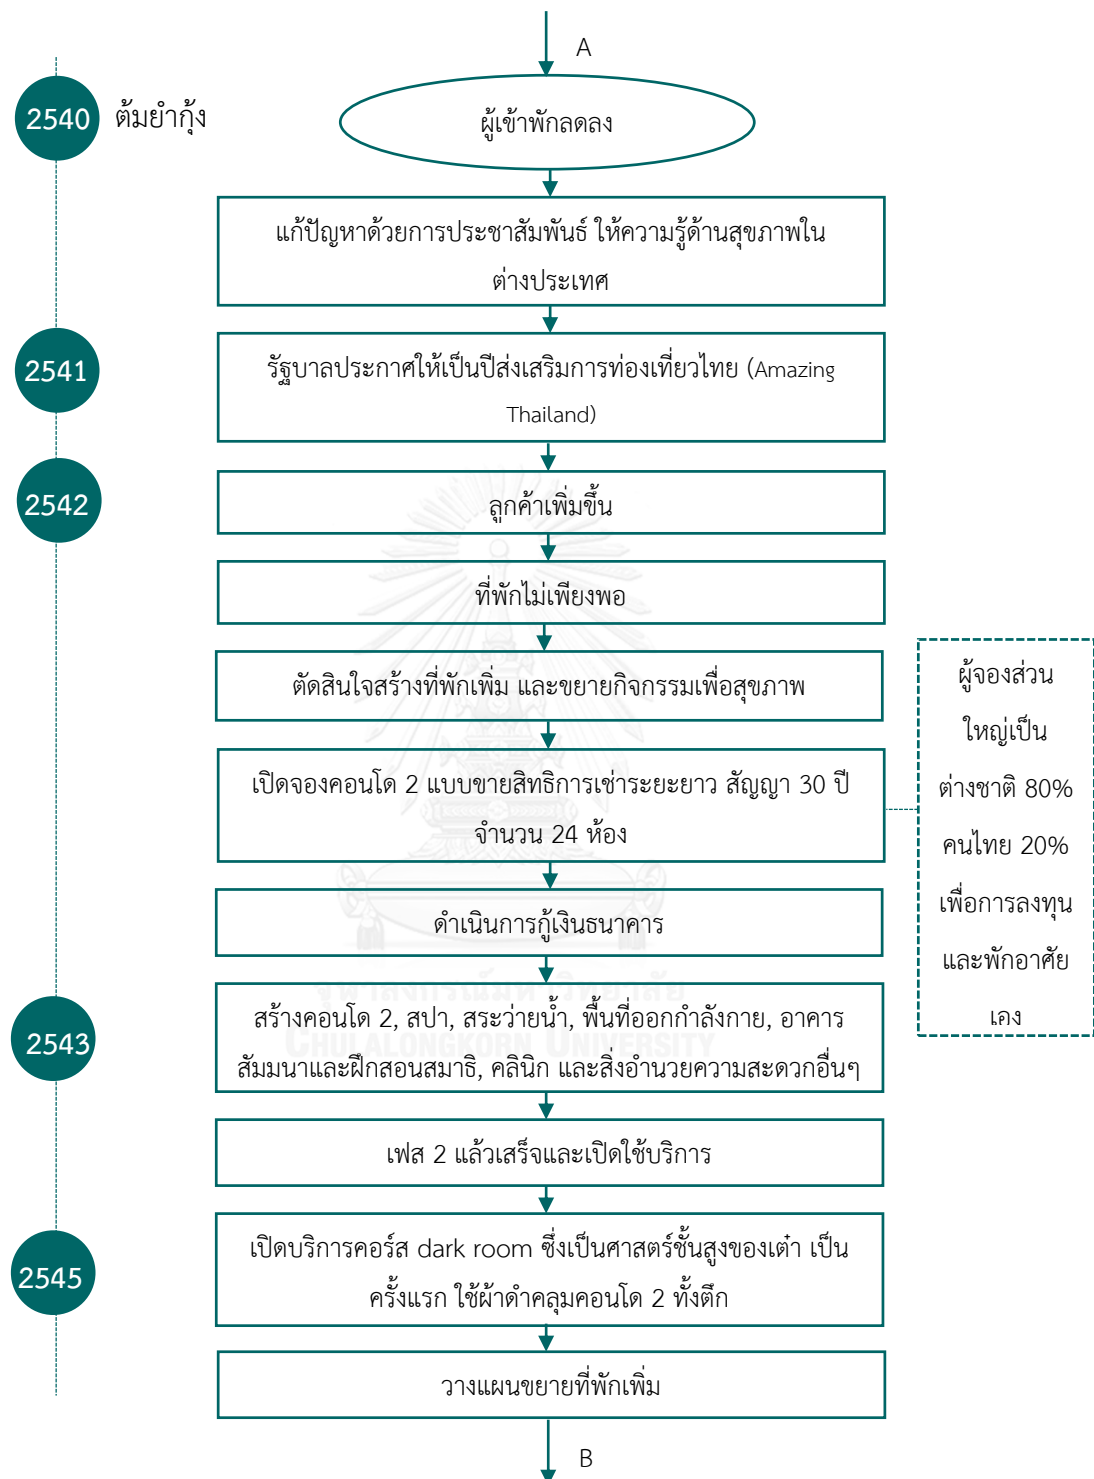 A
2540
ต้มยำกุ้ง
ผู้เข้าพักลดลง
แก้ปัญหาด้วยการประชาสัมพันธ์ ให้ความรู้ด้านสุขภาพใน
ต่างประเทศ
2541
รัฐบาลประกาศให้เป็นปีส่งเสริมการท่องเที่ยวไทย (Amazing
Thailand)
2542
ลูกค้าเพิ่มขึ้น
ที่พักไม่เพียงพอ
ตัดสินใจสร้างที่พักเพิ่ม และขยายกิจกรรมเพื่อสุขภาพ
เปิดจองคอนโด 2 แบบขายสิทธิการเช่าระยะยาว สัญญา 30 ปี
จำนวน 24 ห้อง
ผู้จองส่วน
ใหญ่เป็น
ต่างชาติ 80%
คนไทย 20%
เพื่อการลงทุน
และพักอาศัย
เอง
ดำเนินการกู้เงินธนาคาร
จุฬาลงกรณ์มหาวิทยาลัย
CHULALONGKORN UNIVERSITY
2543
สร้างคอนโด 2, สปา, สระว่ายน้ำ, พื้นที่ออกกำลังกาย, อาคาร
สัมมนาและฝึกสอนสมาธิ, คลินิก และสิ่งอำนวยความสะดวกอื่นๆ
เฟส 2 แล้วเสร็จและเปิดใช้บริการ
2545
เปิดบริการคอร์ส dark room ซึ่งเป็นศาสตร์ชั้นสูงของเต๋า เป็น
ครั้งแรก ใช้ผ้าดำคลุมคอนโด 2 ทั้งตึก
วางแผนขยายที่พักเพิ่ม
B